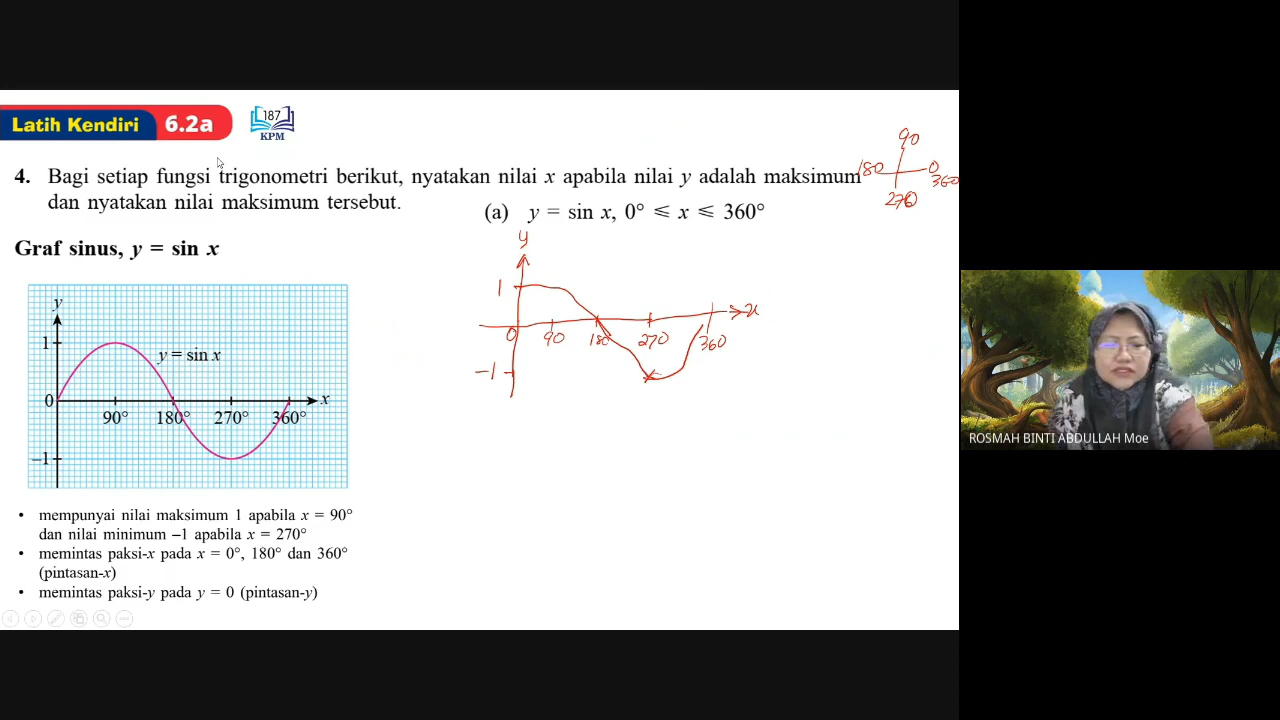 Latih Kendiri 6.2a
187
KPM
4. Bagi setiap fungsi trigonometri berikut, nyatakan nilai x apabila nilai y adalah maksimum
dan nyatakan nilai maksimum tersebut.
(a) y = sin x, 0° ⩽ x ⩽ 360°
90
180 0
360
270
Graf sinus, y = sin x
y
1
y = sin x
0
x
90° 180° 270° 360°
–1
y
1
x
0 90 180 270 360
-1
• mempunyai nilai maksimum 1 apabila x = 90°
dan nilai minimum –1 apabila x = 270°
• memintas paksi-x pada x = 0°, 180° dan 360°
(pintasan-x)
• memintas paksi-y pada y = 0 (pintasan-y)
ROSMAH BINTI ABDULLAH Moe